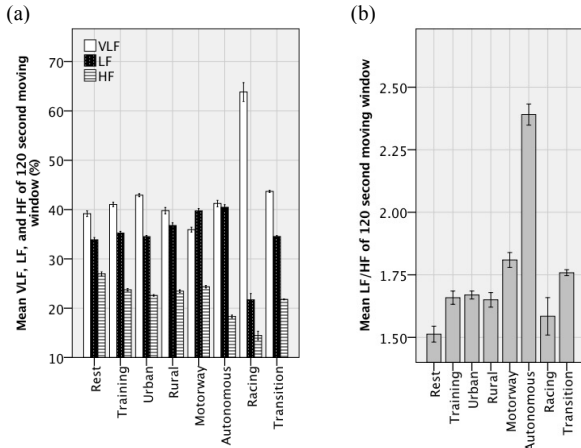 (a)
Mean VLF, LF, and HF of 120 second moving
window (%)
70
60
50
40
30
20
10
VLF
LF
HF
Rest
Training
Urban
Rural
Motorway
Autonomous
Racing
Transition
(b)
Mean LF/HF of 120 second moving window
2.50
2.25
2.00
1.75
1.50
Rest
Training
Urban
Rural
Motorway
Autonomous
Racing
Transition